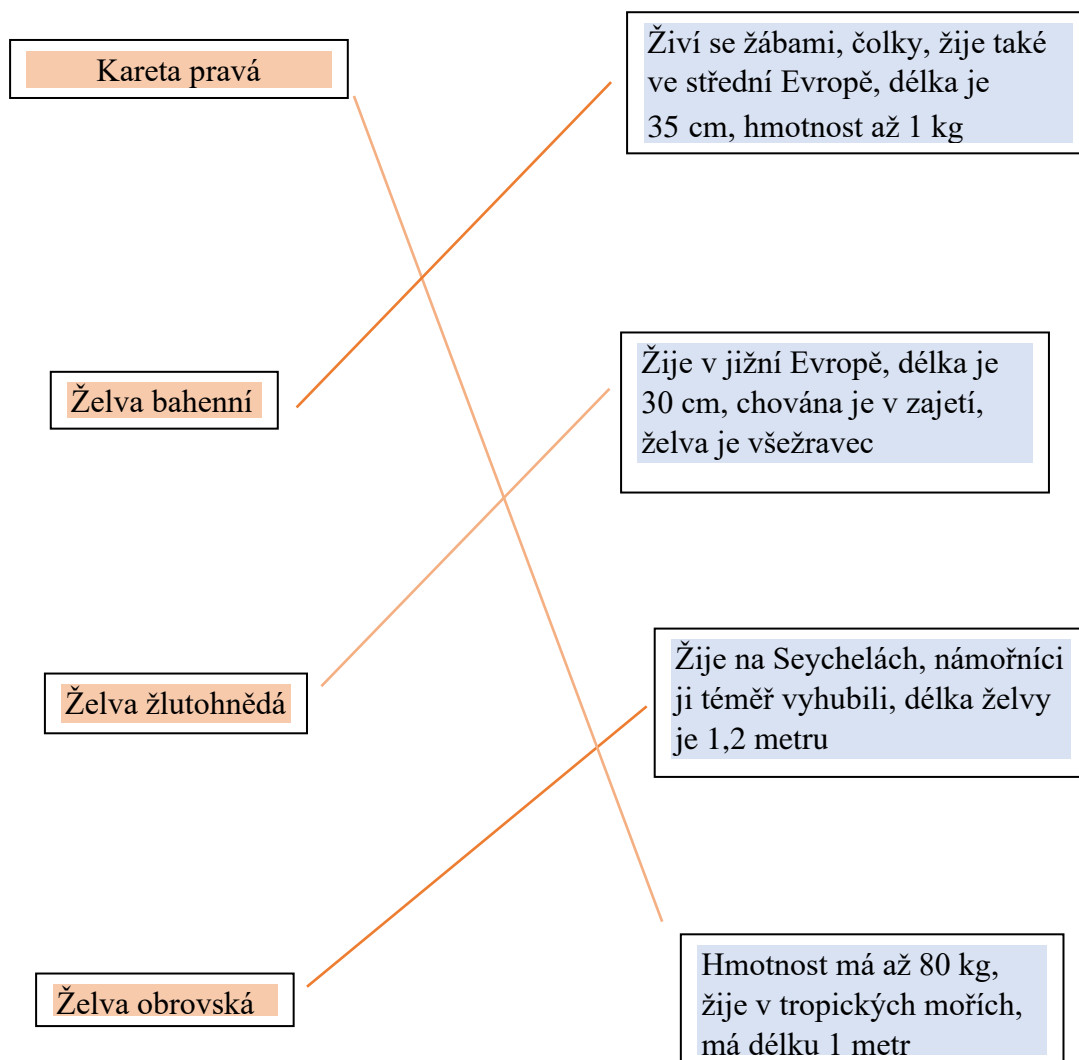 Kareta pravá
Živí se žábami, čolky, žije také
ve střední Evropě, délka je
35 cm, hmotnost až 1 kg
Želva bahenní
Žije v jižní Evropě, délka je
30 cm, chována je v zajetí,
želva je všežravec
Želva žlutohnědá
Žije na Seychelách, námořníci
ji téměř vyhubili, délka želvy
je 1,2 metru
Želva obrovská
Hmotnost má až 80 kg,
žije v tropických mořích,
má délku 1 metr